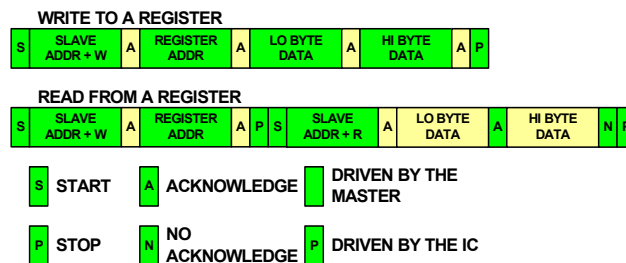 WRITE TO A REGISTER
S SLAVE ADDR + W A REGISTER ADDR A LO BYTE DATA A HI BYTE DATA A P
READ FROM A REGISTER
S SLAVE ADDR + W A REGISTER ADDR A P S SLAVE ADDR + R A LO BYTE DATA A HI BYTE DATA N P
S START A ACKNOWLEDGE DRIVEN BY THE MASTER
P STOP N NO ACKNOWLEDGE P DRIVEN BY THE IC